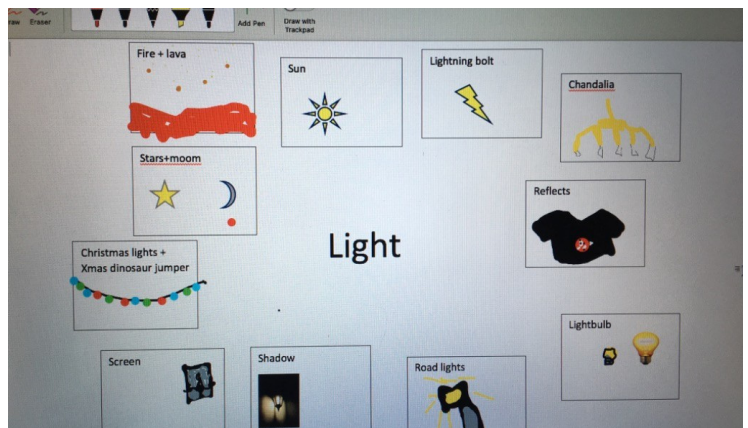 raw
Eraser
Add Pen
Draw with
Trackpad
Fire + lava
Sun
Lightning bolt
Chandalia
Stars+moom
Reflects
Light
Christmas lights +
Xmas dinosaur jumper
Lightbulb
Screen
Shadow
Road lights